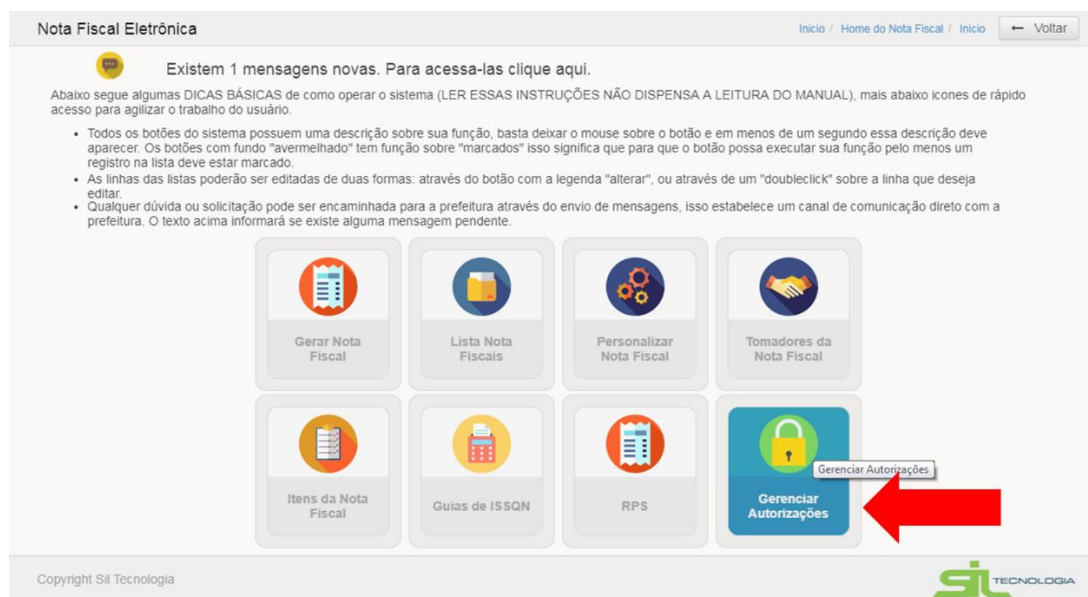 Nota Fiscal Eletrônica
Inicio / Home do Nota Fiscal / Inicio
← Voltar
Existem 1 mensagens novas. Para acessa-las clique aqui.
Abaixo segue algumas DICAS BÁSICAS de como operar o sistema (LER ESSAS INSTRUÇÕES NÃO DISPENSA A LEITURA DO MANUAL), mais abaixo icones de rápido
acesso para agilizar o trabalho do usuário.
• Todos os botões do sistema possuem uma descrição sobre sua função, basta deixar o mouse sobre o botão e em menos de um segundo essa descrição deve
aparecer. Os botões com fundo "avermelhado" tem função sobre "marcados" isso significa que para que o botão possa executar sua função pelo menos um
registro na lista deve estar marcado.
• As linhas das listas poderão ser editadas de duas formas: através do botão com a legenda "alterar", ou através de um "doubleclick" sobre a linha que deseja
editar.
• Qualquer dúvida ou solicitação pode ser encaminhada para a prefeitura através do envio de mensagens, isso estabelece um canal de comunicação direto com a
prefeitura. O texto acima informará se existe alguma mensagem pendente.
Gerar Nota
Fiscal
Lista Nota
Fiscais
Personalizar
Nota Fiscal
Tomadores da
Nota Fiscal
Itens da Nota
Fiscal
Guias de ISSQN
RPS
Gerenciar Autorizações
Gerenciar
Autorizações
Copyright Sil Tecnologia
SIL TECNOLOGIA